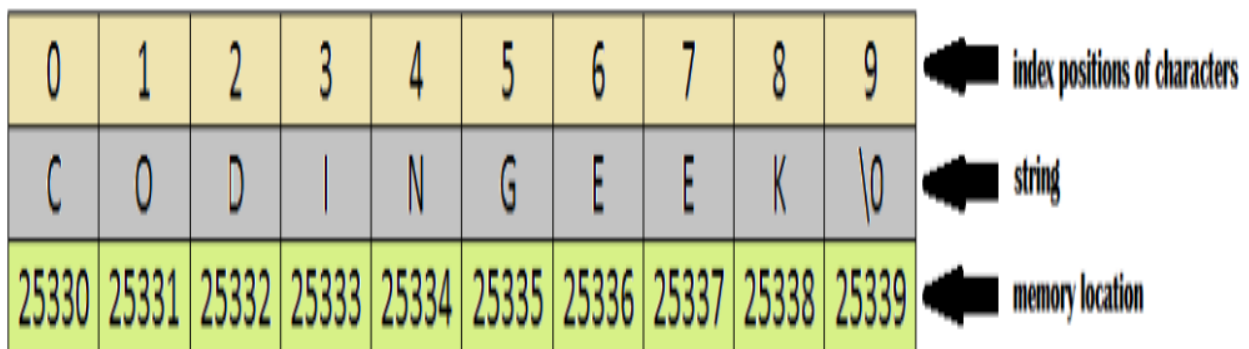 0 1 2 3 4 5 6 7 8 9 index positions of characters
C O D I N G E E K \0 string
25330 25331 25332 25333 25334 25335 25336 25337 25338 25339 memory location